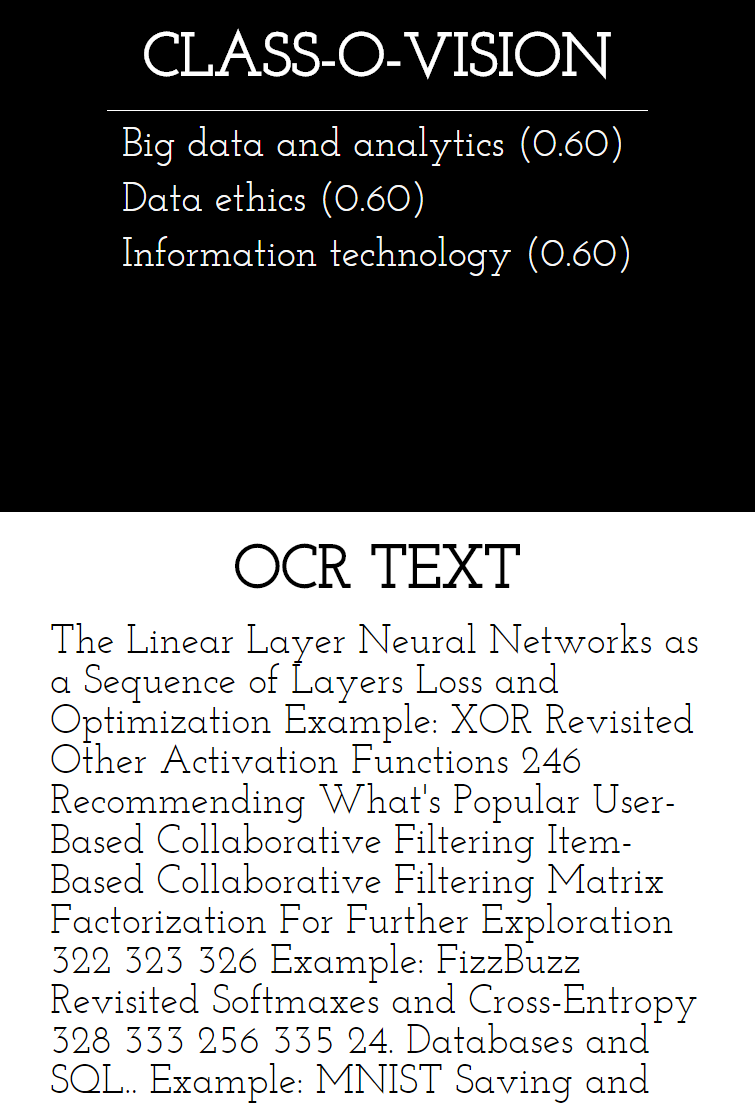 CLASS-O-VISION
Big data and analytics (0.60)
Data ethics (0.60)
Information technology (0.60)
OCR TEXT
The Linear Layer Neural Networks as
a Sequence of Layers Loss and
Optimization Example: XOR Revisited
Other Activation Functions 246
Recommending What's Popular User-
Based Collaborative Filtering Item-
Based Collaborative Filtering Matrix
Factorization For Further Exploration
322 323 326 Example: FizzBuzz
Revisited Softmaxes and Cross-Entropy
328 333 256 335 24. Databases and
SQL.. Example: MNIST Saving and